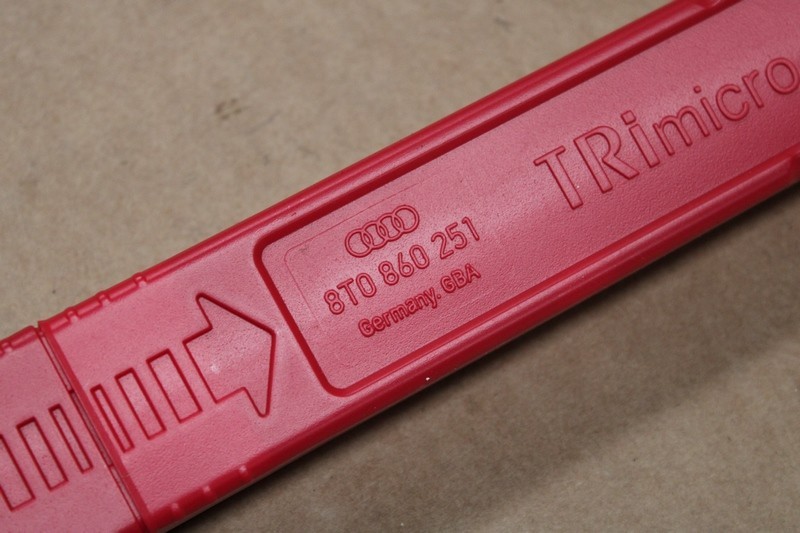 TRimicro
8T0 860 251
Germany. GBA